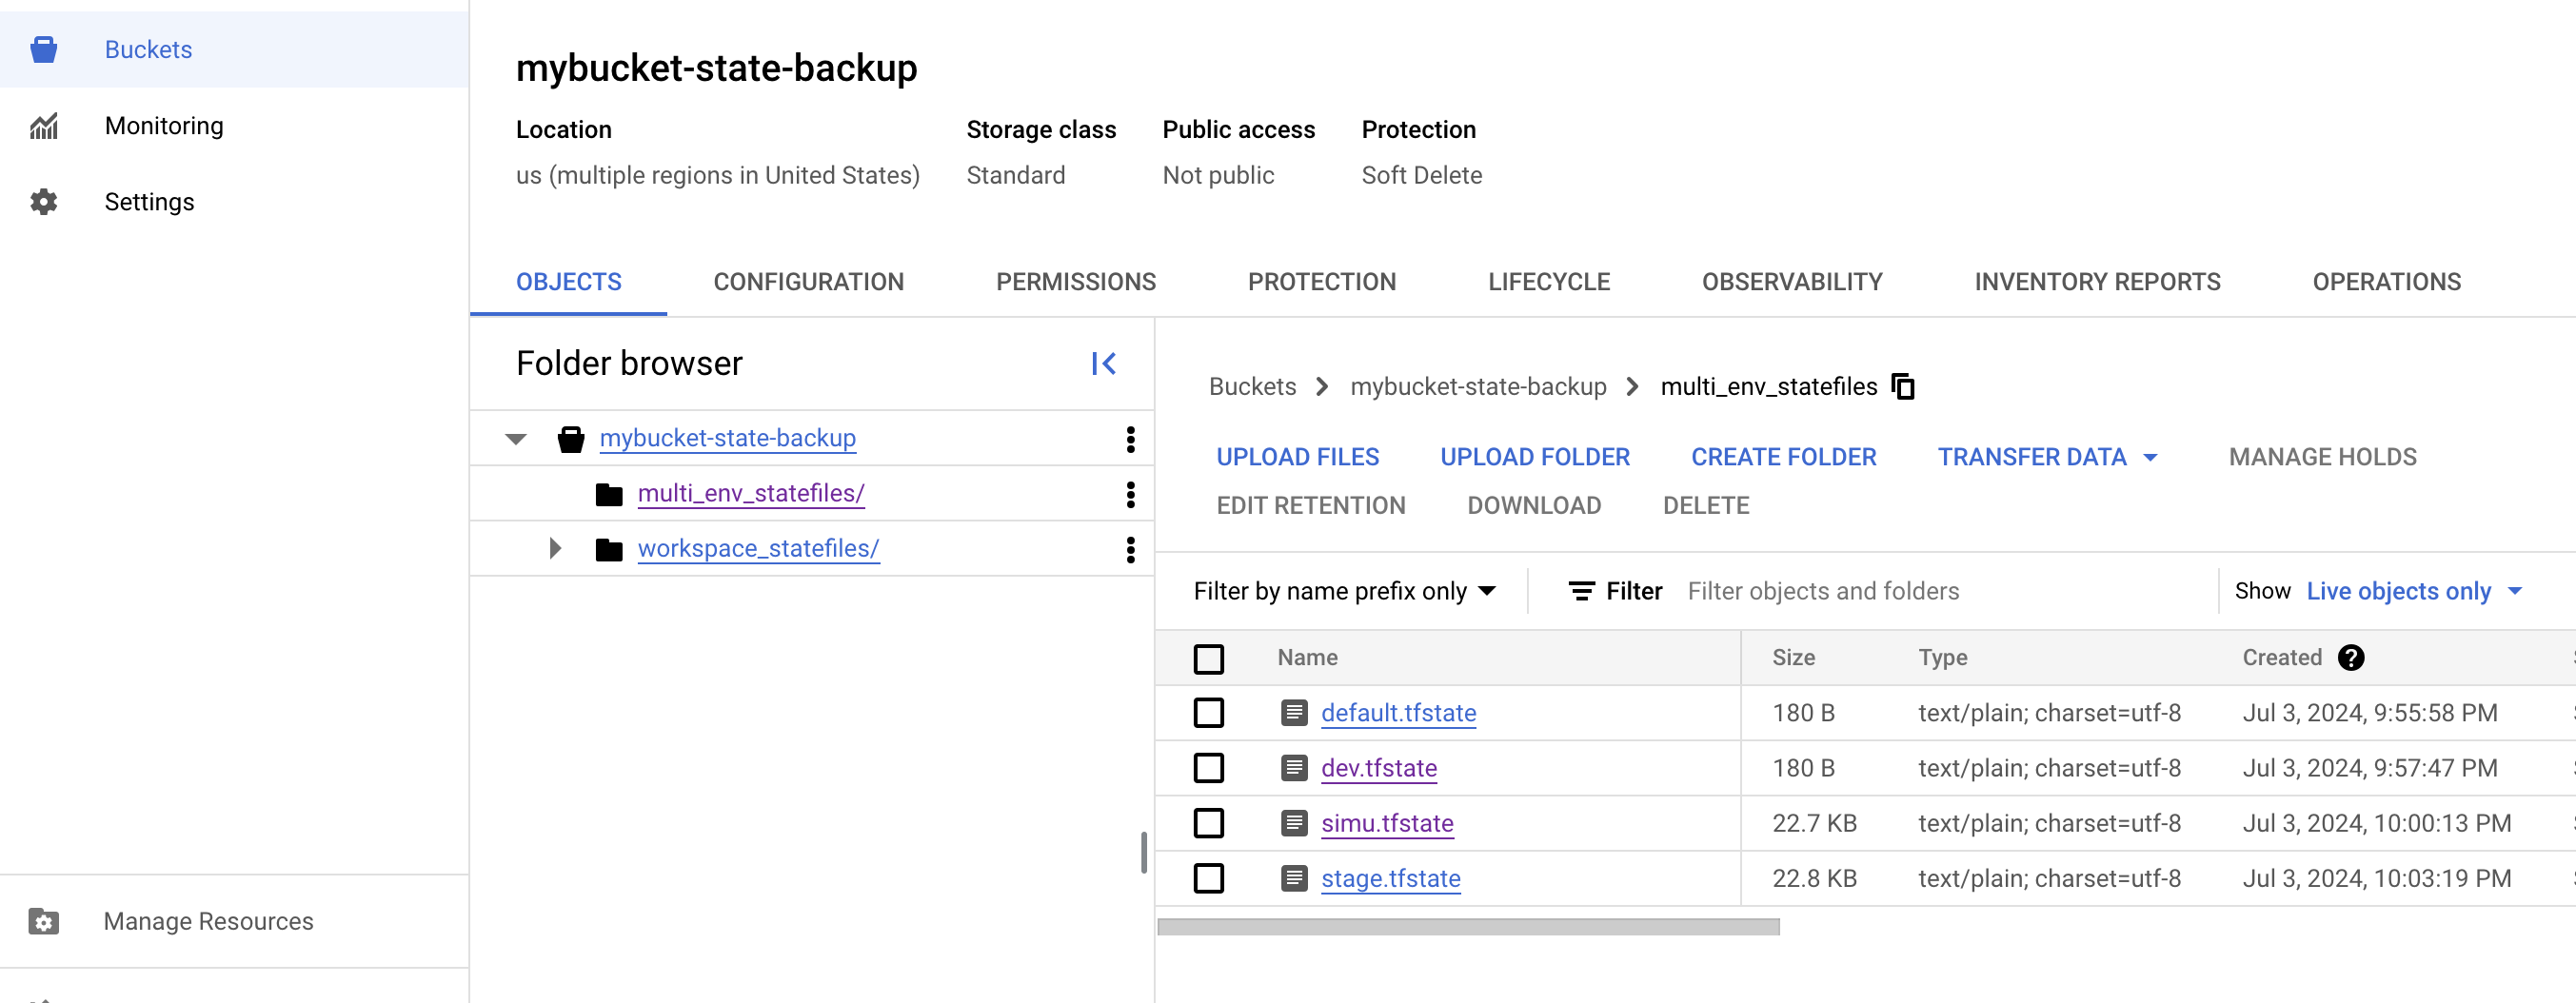 Buckets
Monitoring
Settings
Manage Resources
mybucket-state-backup
Location Storage class Public access Protection
us (multiple regions in United States) Standard Not public Soft Delete
OBJECTS CONFIGURATION PERMISSIONS PROTECTION LIFECYCLE OBSERVABILITY INVENTORY REPORTS OPERATIONS
Folder browser
mybucket-state-backup
multi_env_statefiles/
workspace_statefiles/
Buckets > mybucket-state-backup > multi_env_statefiles
UPLOAD FILES UPLOAD FOLDER CREATE FOLDER TRANSFER DATA MANAGE HOLDS
EDIT RETENTION DOWNLOAD DELETE
Filter by name prefix only Filter Filter objects and folders Show Live objects only
Name Size Type Created
default.tfstate 180 B text/plain; charset=utf-8 Jul 3, 2024, 9:55:58 PM
dev.tfstate 180 B text/plain; charset=utf-8 Jul 3, 2024, 9:57:47 PM
simu.tfstate 22.7 KB text/plain; charset=utf-8 Jul 3, 2024, 10:00:13 PM
stage.tfstate 22.8 KB text/plain; charset=utf-8 Jul 3, 2024, 10:03:19 PM